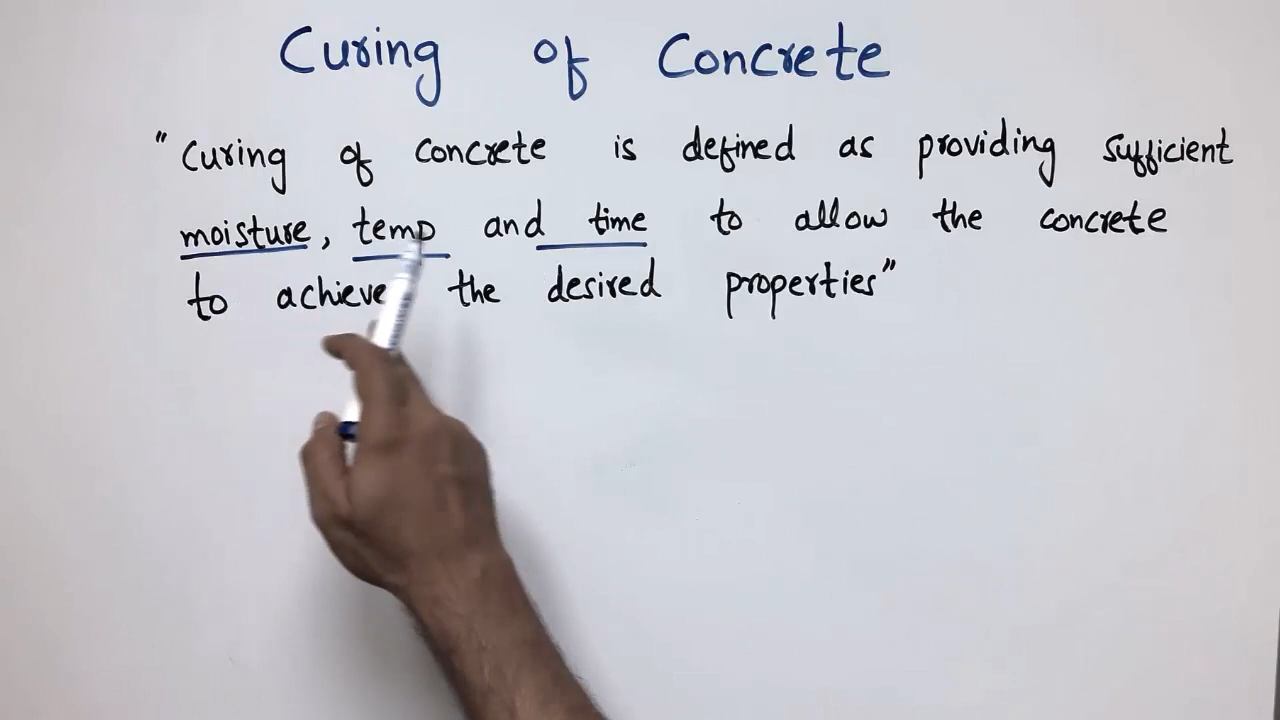 Curing of Concrete
" Curing of concrete is defined as providing sufficient
moisture, temp and time to allow the concrete
to achieve the desired properties"